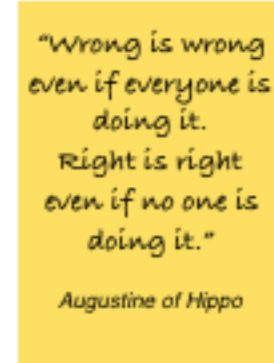 “Wrong is wrong
even if everyone is
doing it.
Right is right
even if no one is
doing it.”
Augustine of Hippo